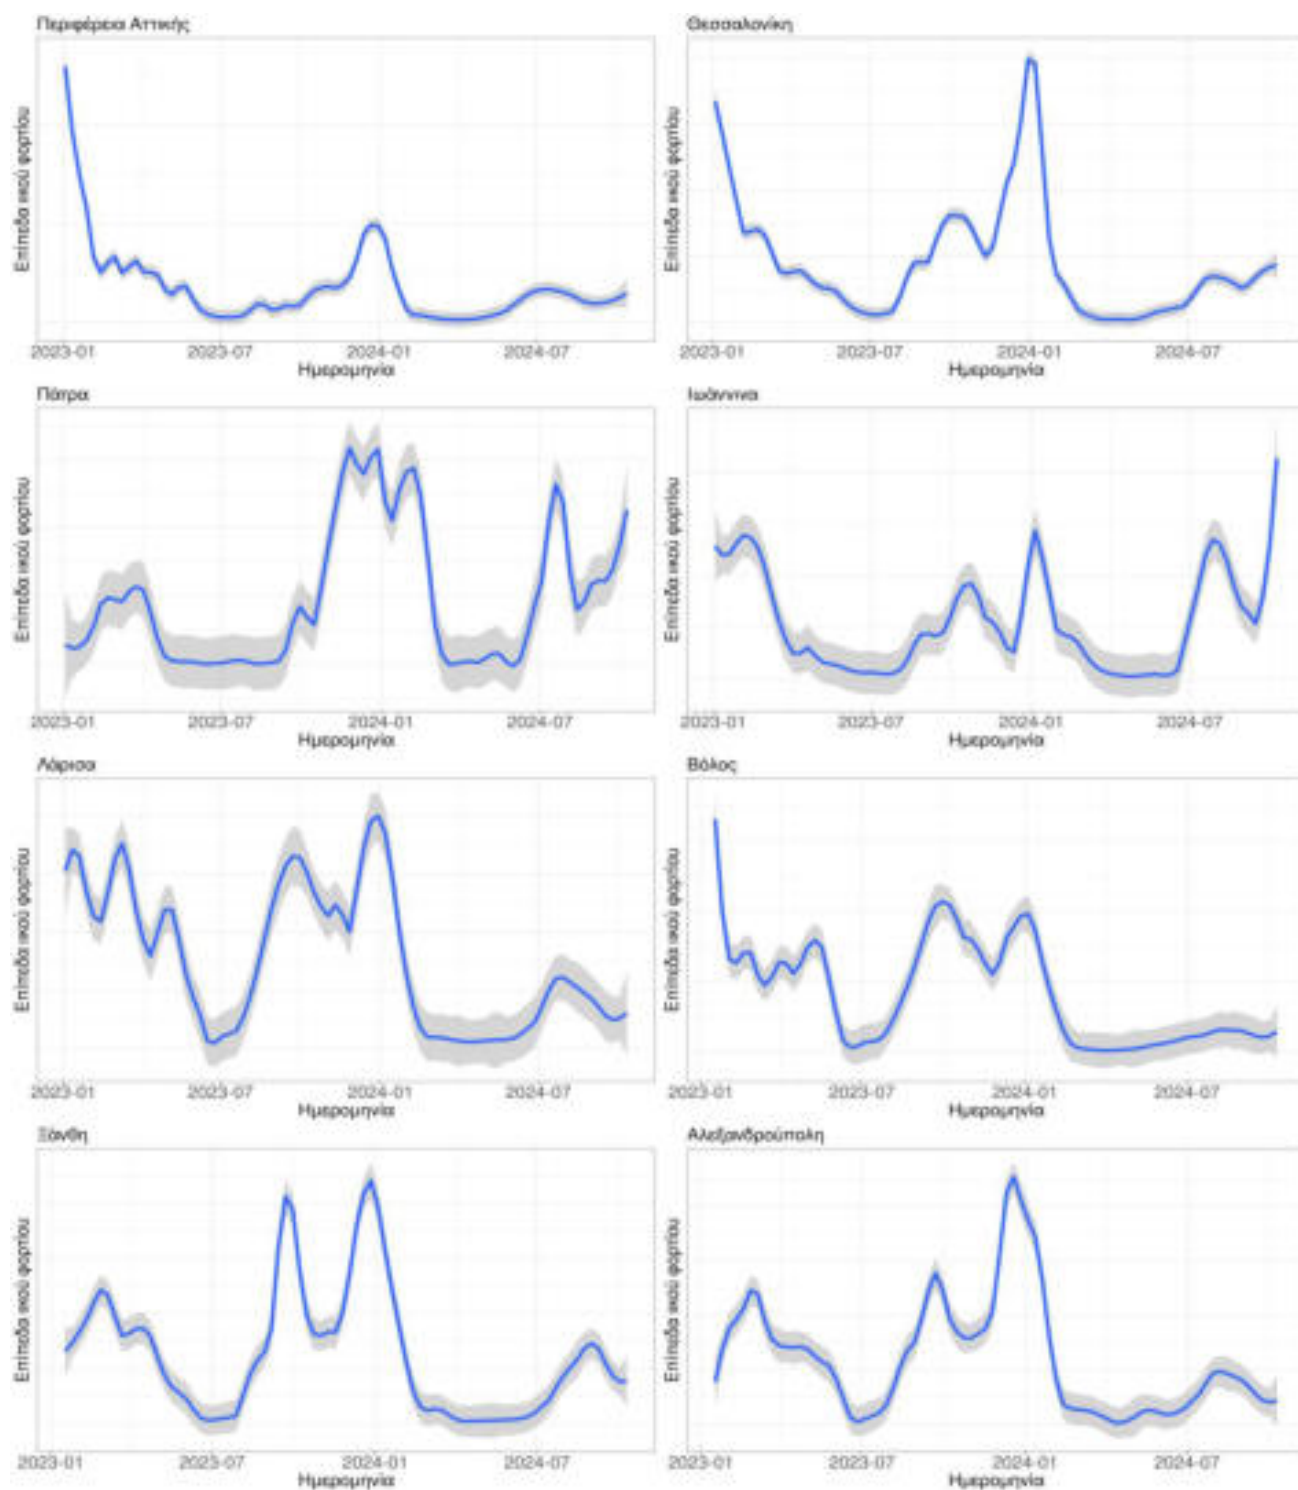 Περιφέρεια Αττικής
Επίπεδα ιικού φορτίου
2023-01 2023-07 2024-01 2024-07
Ημερομηνία
Θεσσαλονίκη
Επίπεδα ιικού φορτίου
2023-01 2023-07 2024-01 2024-07
Ημερομηνία
Πάτρα
Επίπεδα ιικού φορτίου
2023-01 2023-07 2024-01 2024-07
Ημερομηνία
Ιωάννινα
Επίπεδα ιικού φορτίου
2023-01 2023-07 2024-01 2024-07
Ημερομηνία
Λάρισα
Επίπεδα ιικού φορτίου
2023-01 2023-07 2024-01 2024-07
Ημερομηνία
Βόλος
Επίπεδα ιικού φορτίου
2023-01 2023-07 2024-01 2024-07
Ημερομηνία
Ξάνθη
Επίπεδα ιικού φορτίου
2023-01 2023-07 2024-01 2024-07
Ημερομηνία
Αλεξανδρούπολη
Επίπεδα ιικού φορτίου
2023-01 2023-07 2024-01 2024-07
Ημερομηνία